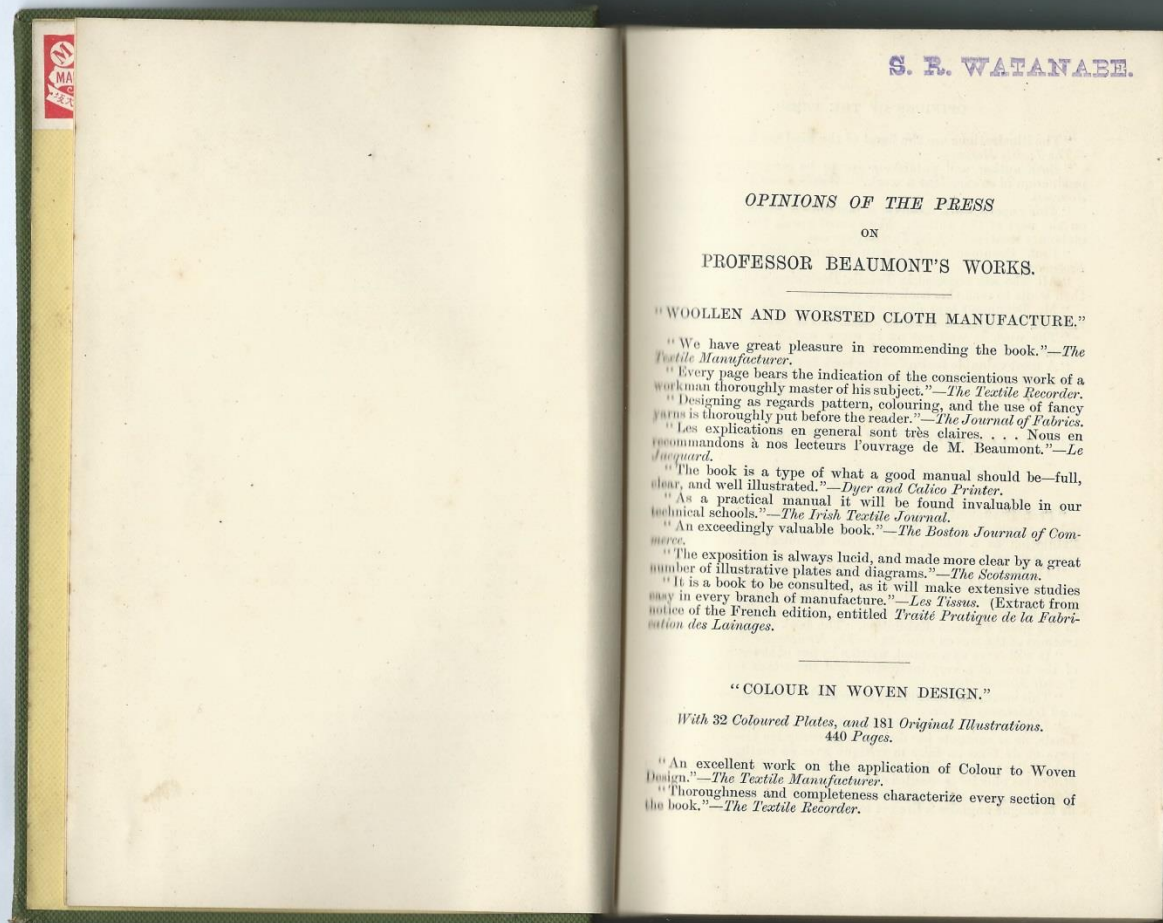 M
MA
S. R. WATANABE.
OPINIONS OF THE PRESS
ON
PROFESSOR BEAUMONT'S WORKS.
"WOOLLEN AND WORSTED CLOTH MANUFACTURE."
"We have great pleasure in recommending the book."—The
Textile Manufacturer.
"Every page bears the indication of the conscientious work of a
workman thoroughly master of his subject."—The Textile Recorder.
"Designing as regards pattern, colouring, and the use of fancy
yarns is thoroughly put before the reader."—The Journal of Fabrics.
"Les explications en general sont très claires. . . . Nous en
recommandons à nos lecteurs l'ouvrage de M. Beaumont."—Le
Jacquard.
"The book is a type of what a good manual should be—full,
clear, and well illustrated."—Dyer and Calico Printer.
"As a practical manual it will be found invaluable in our
technical schools."—The Irish Textile Journal.
"An exceedingly valuable book."—The Boston Journal of Com-
merce.
"The exposition is always lucid, and made more clear by a great
number of illustrative plates and diagrams."—The Scotsman.
"It is a book to be consulted, as it will make extensive studies
easy in every branch of manufacture."—Les Tissus. (Extract from
notice of the French edition, entitled Traité Pratique de la Fabri-
cation des Lainages.
"COLOUR IN WOVEN DESIGN."
With 32 Coloured Plates, and 181 Original Illustrations.
440 Pages.
"An excellent work on the application of Colour to Woven
Design."—The Textile Manufacturer.
"Thoroughness and completeness characterize every section of
the book."—The Textile Recorder.